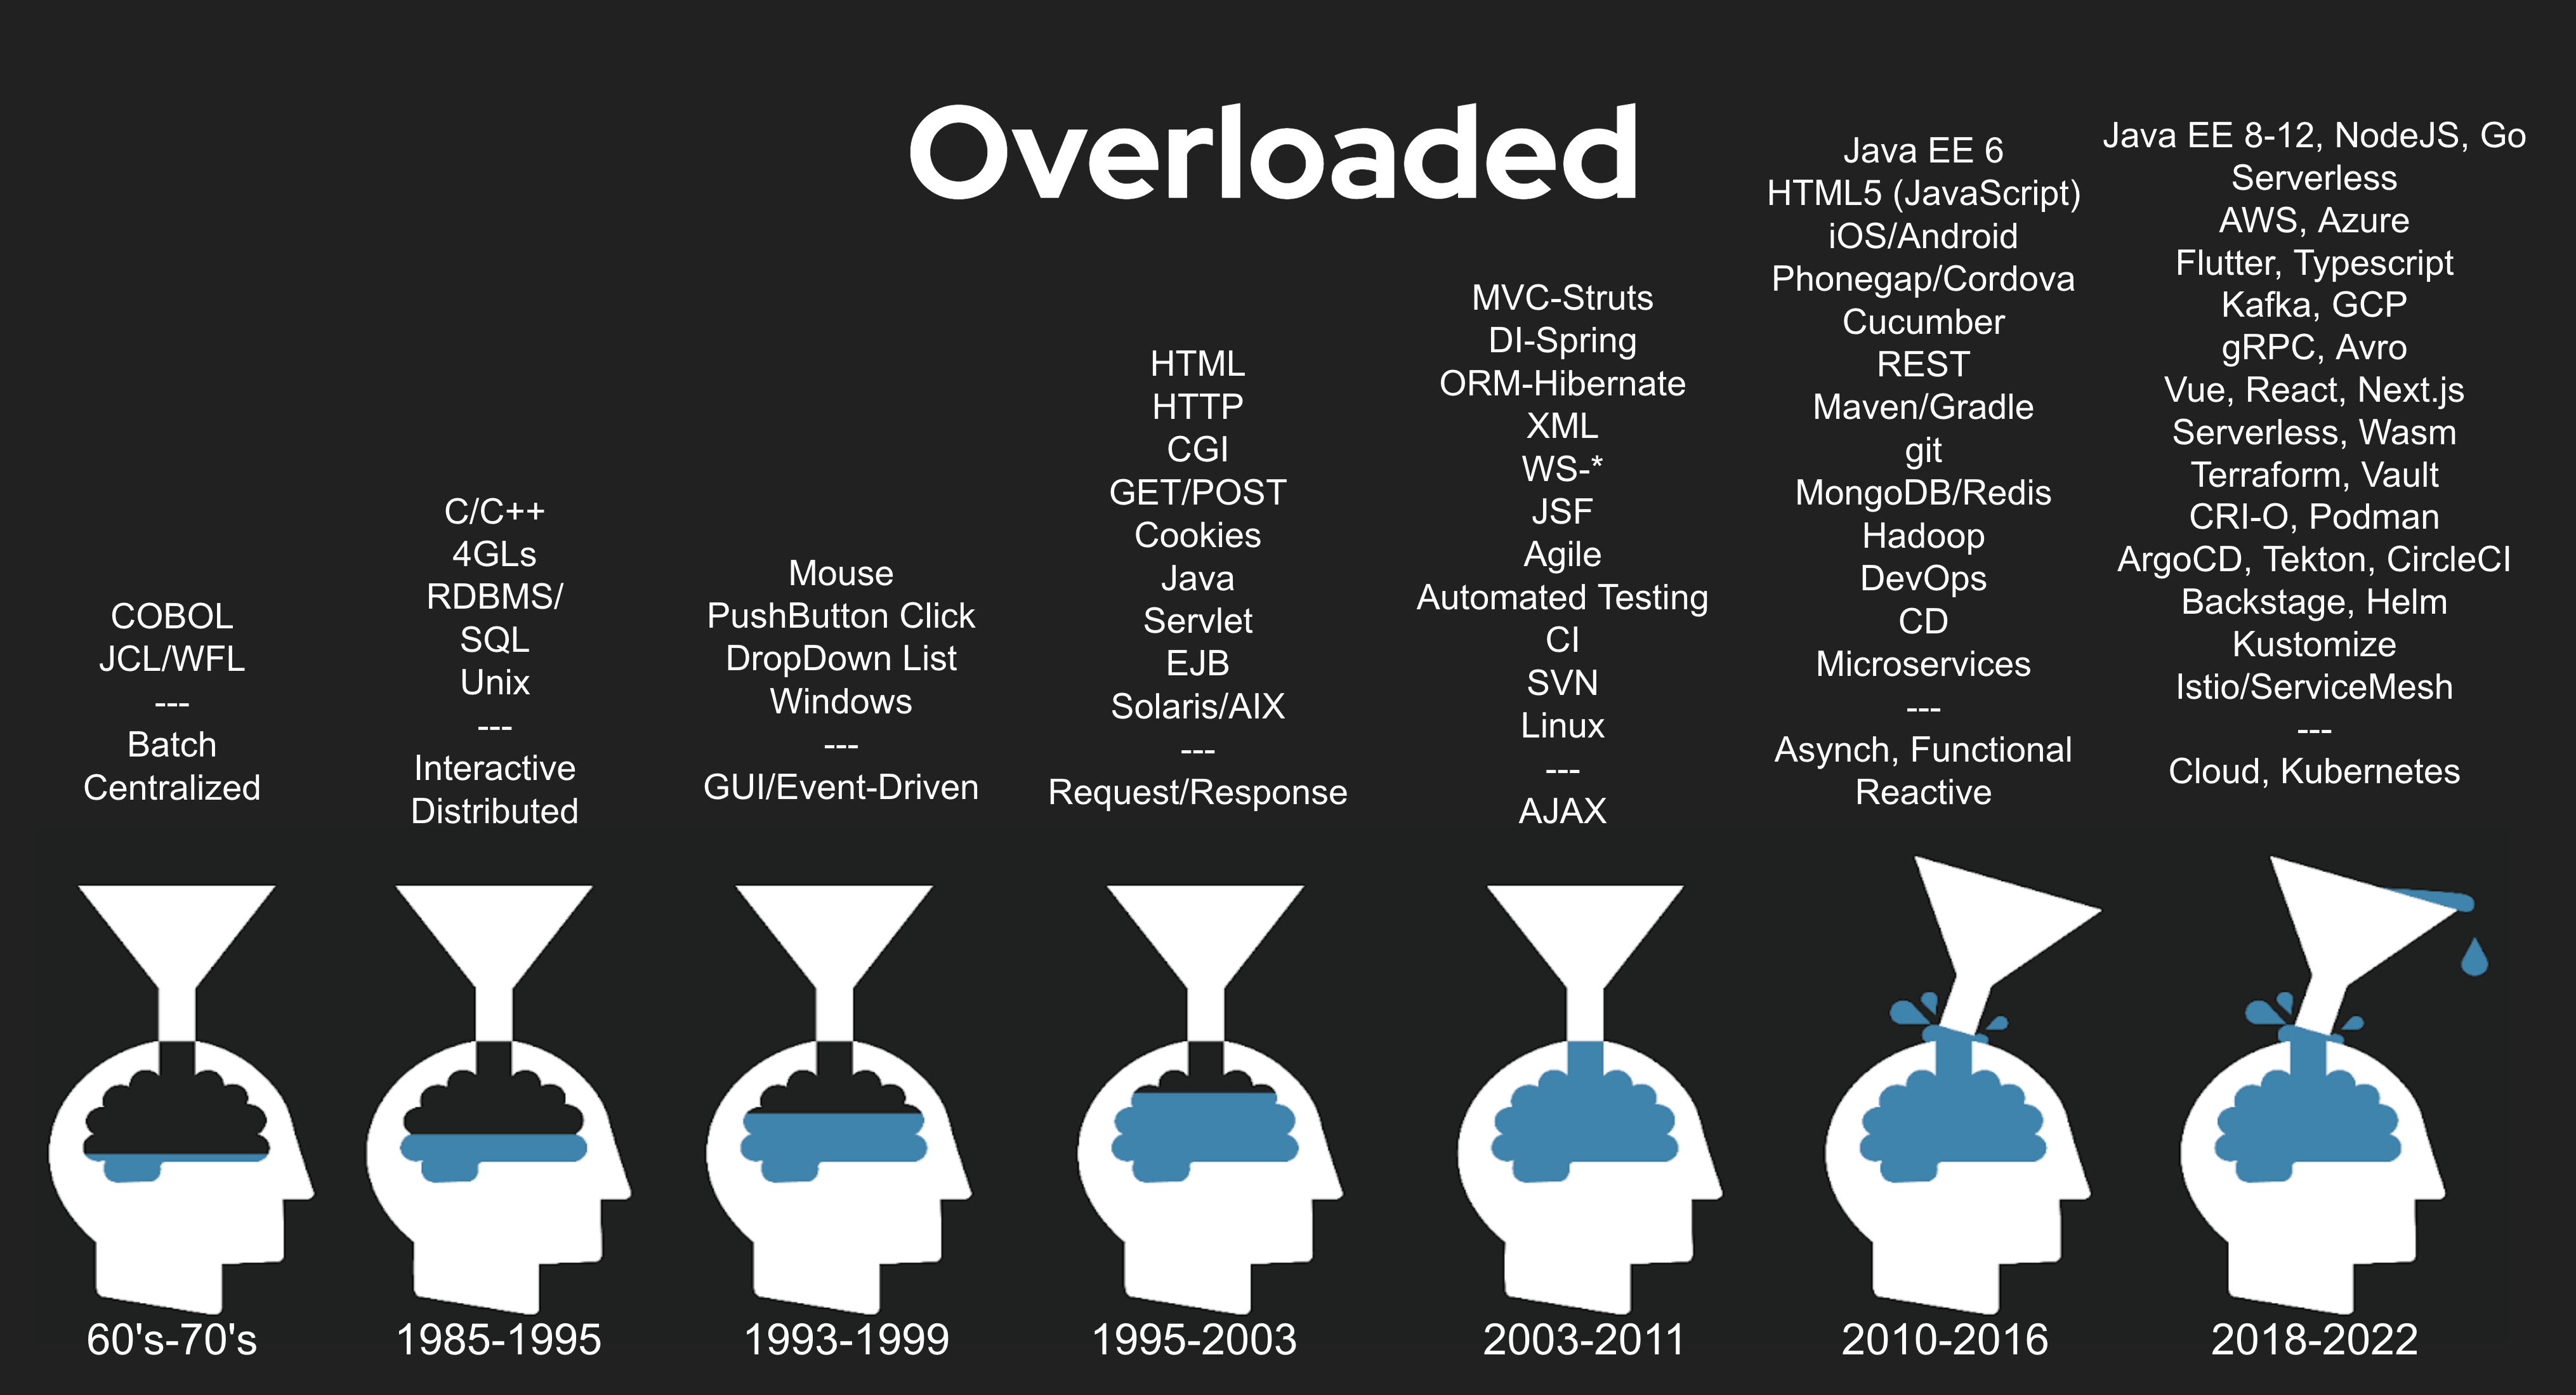 Overloaded
COBOL
JCL/WFL
---
Batch
Centralized
60's-70's
C/C++
4GLs
RDBMS/
SQL
Unix
---
Interactive
Distributed
1985-1995
Mouse
PushButton Click
DropDown List
Windows
---
GUI/Event-Driven
1993-1999
HTML
HTTP
CGI
GET/POST
Cookies
Java
Servlet
EJB
Solaris/AIX
---
Request/Response
1995-2003
MVC-Struts
DI-Spring
ORM-Hibernate
XML
WS-*
JSF
Agile
Automated Testing
CI
SVN
Linux
---
AJAX
2003-2011
Java EE 6
HTML5 (JavaScript)
iOS/Android
Phonegap/Cordova
Cucumber
REST
Maven/Gradle
git
MongoDB/Redis
Hadoop
DevOps
CD
Microservices
---
Asynch, Functional
Reactive
2010-2016
Java EE 8-12, NodeJS, Go
Serverless
AWS, Azure
Flutter, Typescript
Kafka, GCP
gRPC, Avro
Vue, React, Next.js
Serverless, Wasm
Terraform, Vault
CRI-O, Podman
ArgoCD, Tekton, CircleCI
Backstage, Helm
Kustomize
Istio/ServiceMesh
---
Cloud, Kubernetes
2018-2022